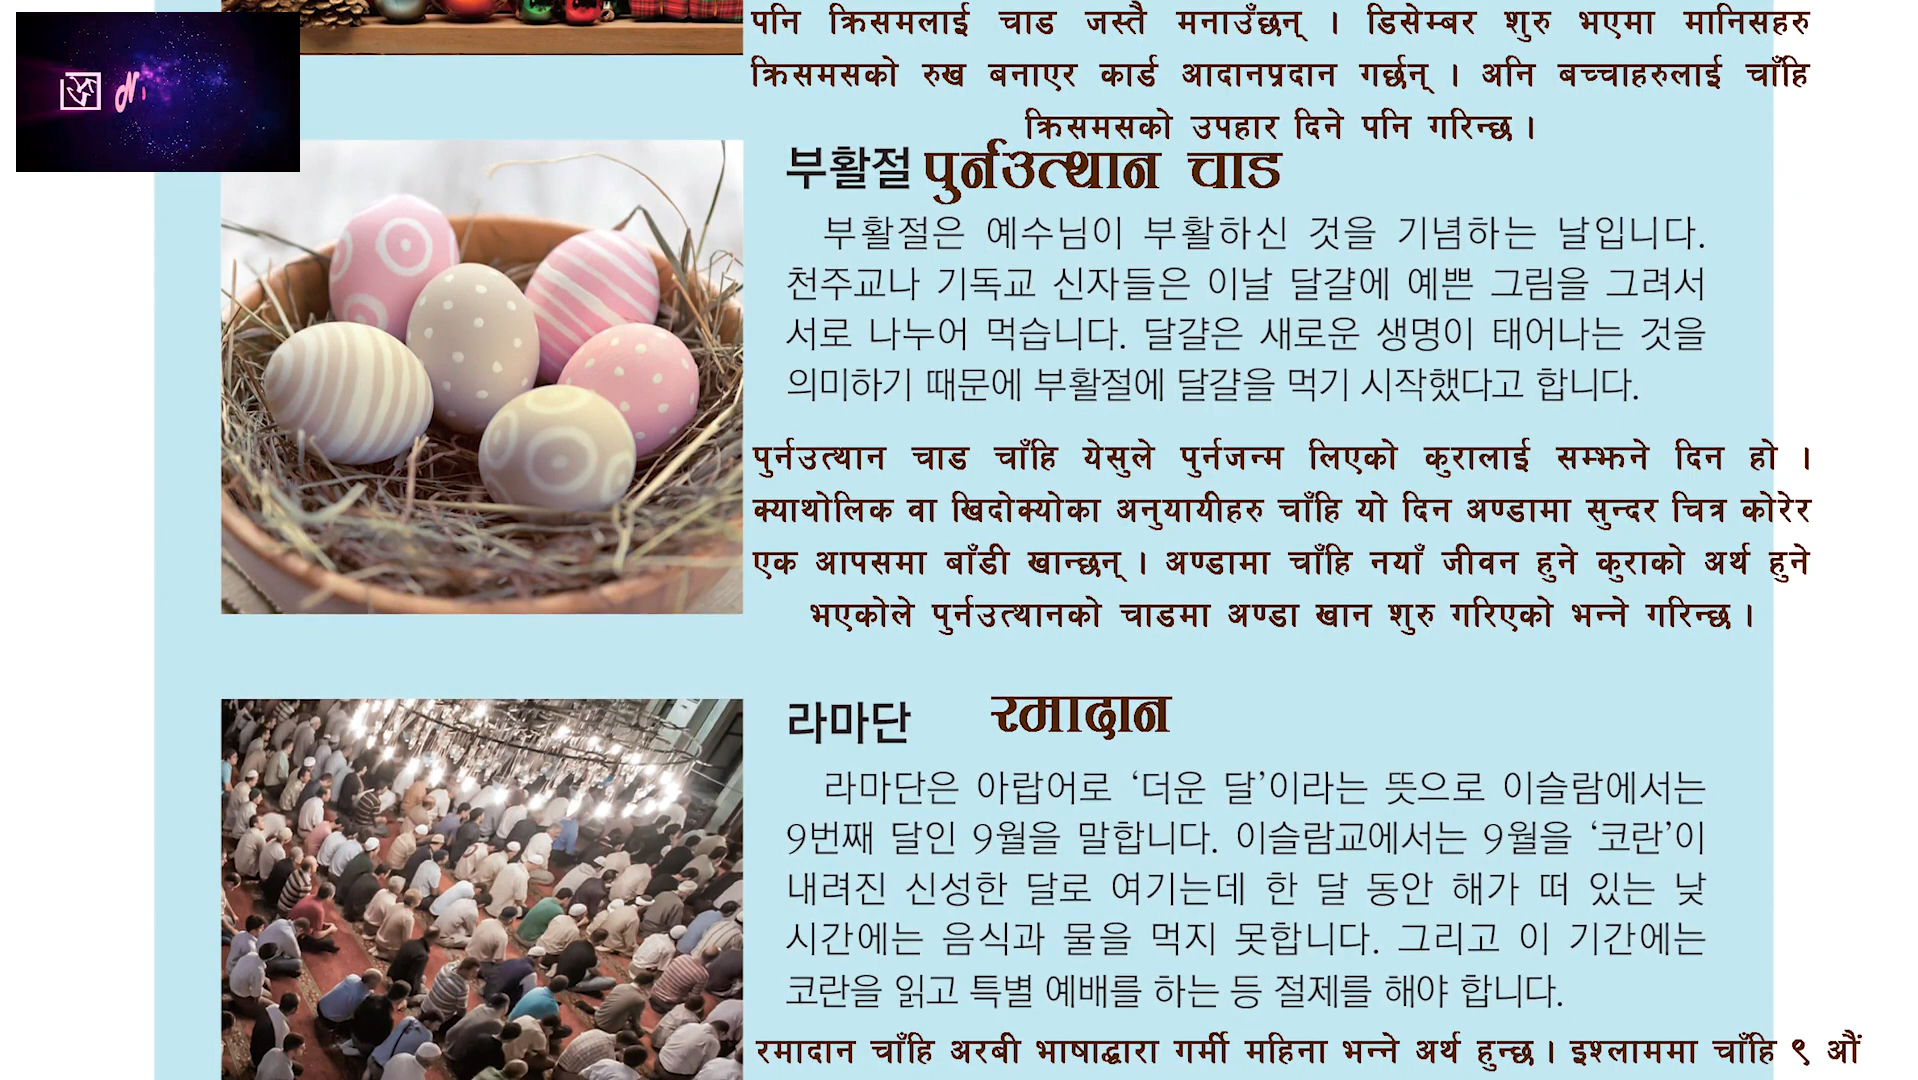 पनि क्रिसमलाई चाड जस्तै मनाउँछन् । डिसेम्बर शुरु भएमा मानिसहरु
क्रिसमसको रुख बनाएर कार्ड आदानप्रदान गर्छन् । अनि बच्चाहरुलाई चाँहि
क्रिसमसको उपहार दिने पनि गरिन्छ ।
부활절 पुर्नउत्थान चाड
부활절은 예수님이 부활하신 것을 기념하는 날입니다.
천주교나 기독교 신자들은 이날 달걀에 예쁜 그림을 그려서
서로 나누어 먹습니다. 달걀은 새로운 생명이 태어나는 것을
의미하기 때문에 부활절에 달걀을 먹기 시작했다고 합니다.
पुर्नउत्थान चाड चाँहि येसुले पुर्नजन्म लिएको कुरालाई सम्झने दिन हो ।
क्याथोलिक वा खिदोक्योका अनुयायीहरु चाँहि यो दिन अण्डामा सुन्दर चित्र कोरेर
एक आपसमा बाँडी खान्छन् । अण्डामा चाँहि नयाँ जीवन हुने कुराको अर्थ हुने
भएकोले पुर्नउत्थानको चाडमा अण्डा खान शुरु गरिएको भन्ने गरिन्छ ।
라마단 रमादान
라마단은 아랍어로 ‘더운 달’이라는 뜻으로 이슬람에서는
9번째 달인 9월을 말합니다. 이슬람교에서는 9월을 ‘코란’이
내려진 신성한 달로 여기는데 한 달 동안 해가 떠 있는 낮
시간에는 음식과 물을 먹지 못합니다. 그리고 이 기간에는
코란을 읽고 특별 예배를 하는 등 절제를 해야 합니다.
रमादान चाँहि अरबी भाषाद्वारा गर्मी महिना भन्ने अर्थ हुन्छ । इश्लाममा चाँहि ९ औं